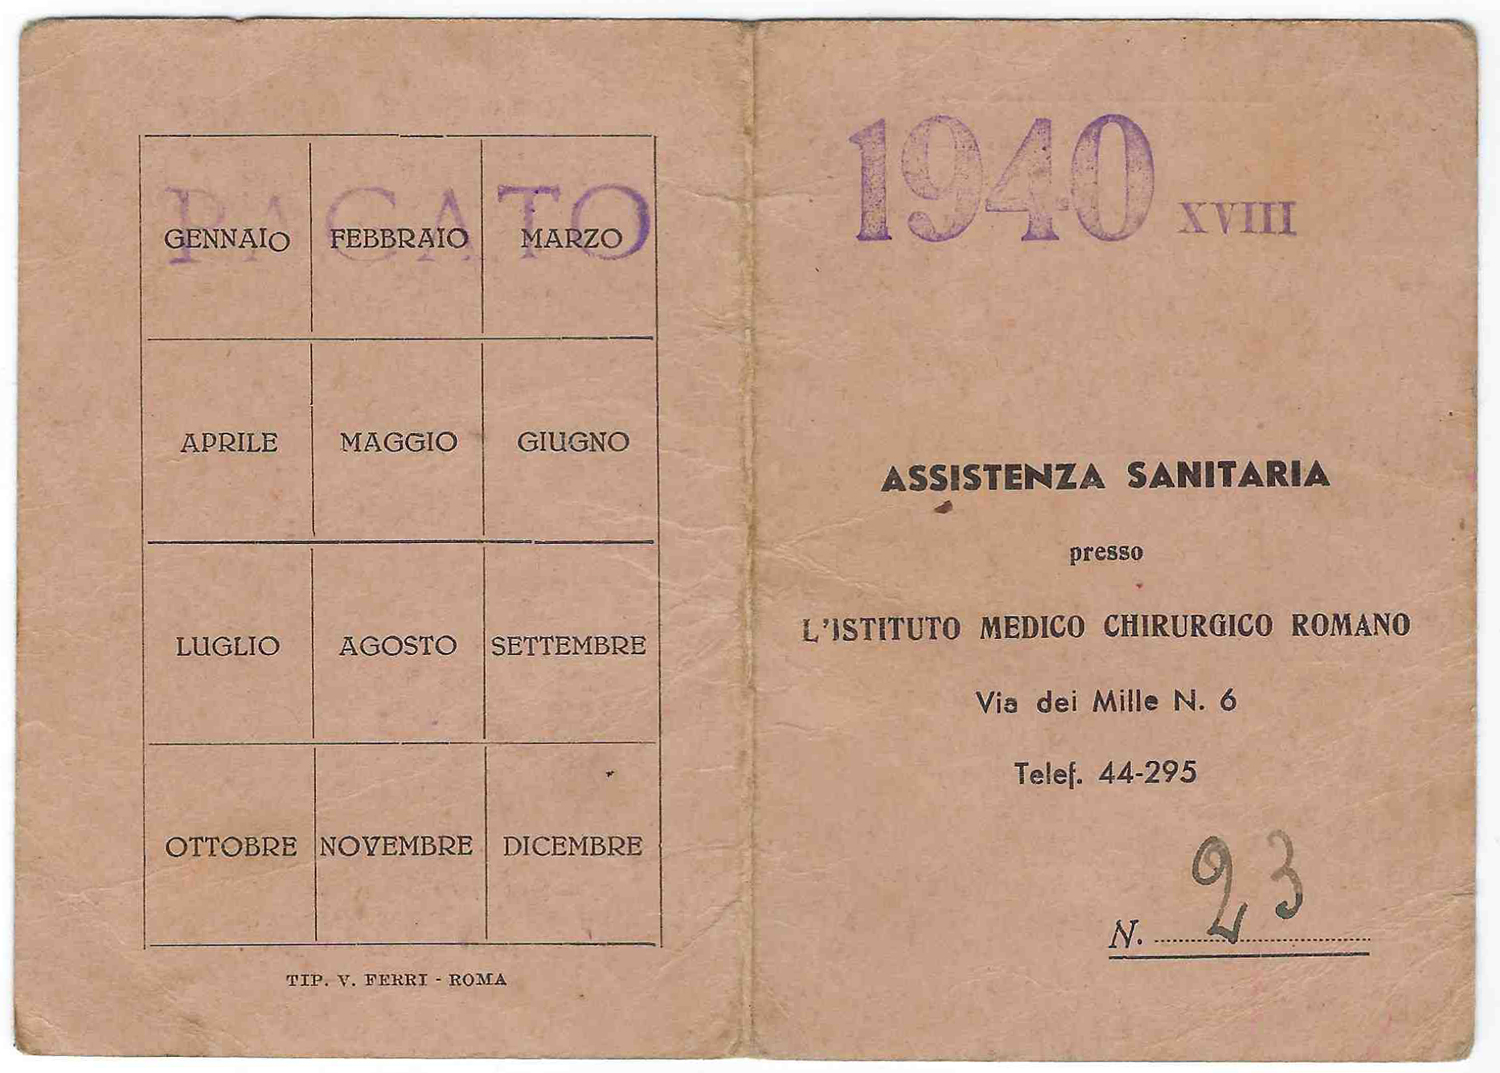 PAGATO
GENNAIO FEBBRAIO MARZO
APRILE MAGGIO GIUGNO
LUGLIO AGOSTO SETTEMBRE
OTTOBRE NOVEMBRE DICEMBRE
TIP. V. FERRI - ROMA
1940 XVIII
ASSISTENZA SANITARIA
presso
L'ISTITUTO MEDICO CHIRURGICO ROMANO
Via dei Mille N. 6
Telef. 44-295
N. 23